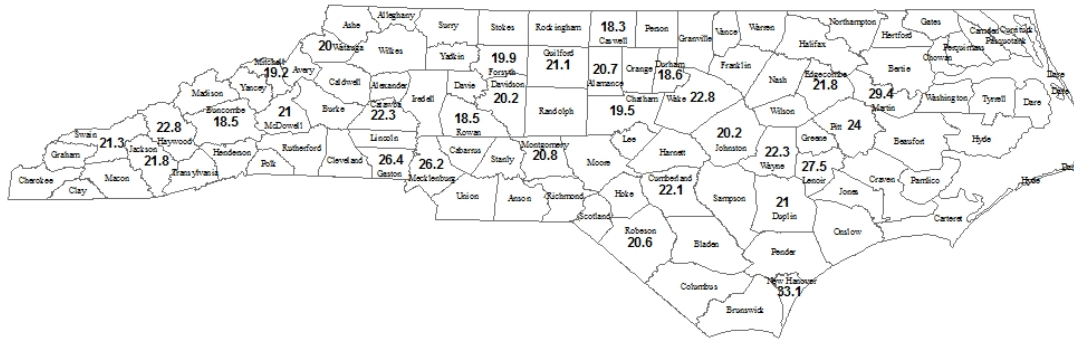 Ashe
Alleghany
Surry
Stokes
Rockingham
18.3
Caswell
Person
Granville
Vance
Warren
Northampton
Gates
Hertford
Halifax
Camden
Currituck
Pasquotank
Perquimans
Chowan
20
Watauga
Wilkes
Yadkin
19.9
Forsyth
Guilford
21.1
20.7
Alamance
Orange
Durham
18.6
Franklin
Nash
Edgecombe
21.8
Bertie
Mitchell
19.2
Avery
Caldwell
Alexander
Iredell
Davie
Davidson
20.2
Randolph
Chatham
19.5
Wake
22.8
Wilson
29.4
Martin
Washington
Tyrrell
Dare
Dare
Dare
Madison
Yancey
Buncombe
18.5
21
McDowell
Burke
Catawba
22.3
18.5
Rowan
Lee
20.2
Johnston
Greene
Pitt
24
Beaufort
Hyde
Swain
21.3
22.8
Haywood
Graham
Jackson
21.8
Henderson
Rutherford
Polk
Cleveland
Lincoln
26.4
Gaston
26.2
Mecklenburg
Cabarrus
Stanly
Montgomery
20.8
Moore
Harnett
22.3
Wayne
27.5
Lenoir
Craven
Pamlico
Hyde
Cherokee
Clay
Macon
Transylvania
Union
Anson
Richmond
Hoke
Scotland
Cumberland
22.1
Sampson
21
Duplin
Jones
Onslow
Carteret
Robeson
20.6
Bladen
Pender
Columbus
New Hanover
33.1
Brunswick